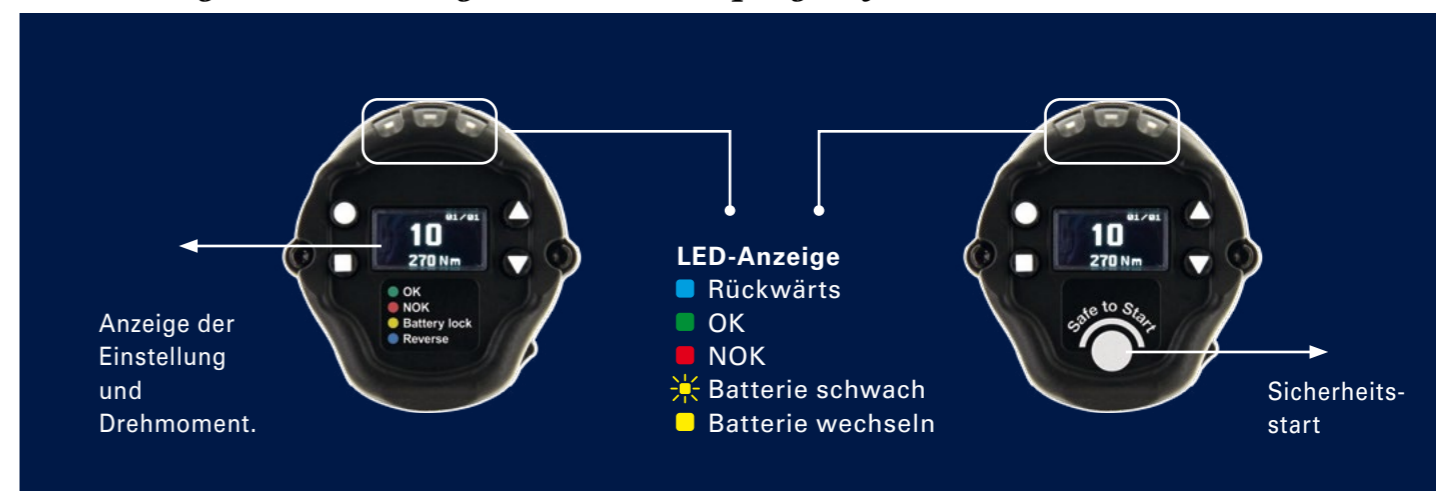 01/01
10
270 Nm
OK
NOK
Battery lock
Reverse
Anzeige der
Einstellung
und
Drehmoment.
LED-Anzeige
Rückwärts
OK
NOK
Batterie schwach
Batterie wechseln
01/01
10
270 Nm
Safe to Start
Sicherheits-
start